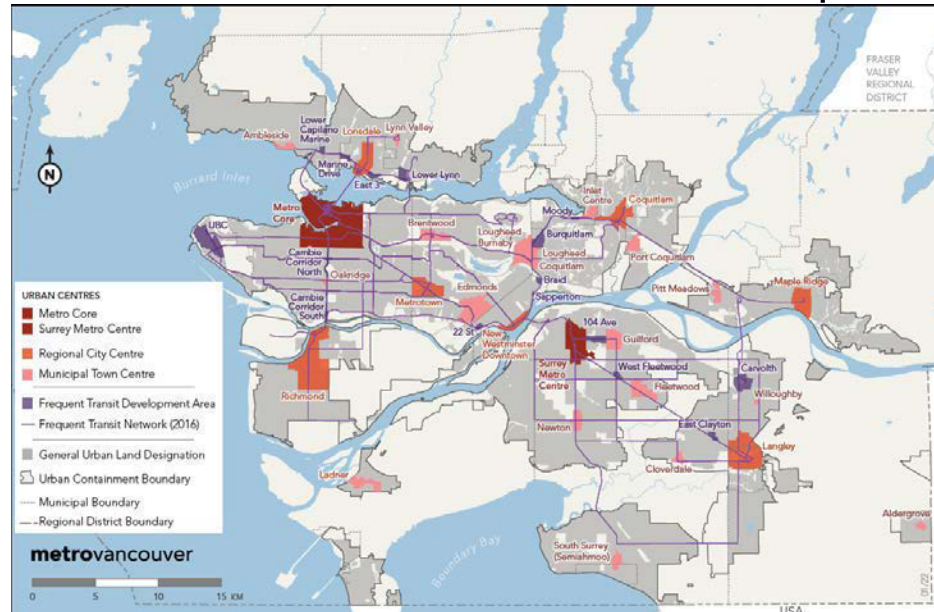 FRASER
VALLEY
REGIONAL
DISTRICT
N
Burrard Inlet
Ambleside
Lower
Capilano
Marine
Lonsdale
Lynn Valley
Marine
Drive
East 3
Lower Lynn
Metro
Core
UBC
Brentwood
Lougheed
Burnaby
Moody
Inlet
Centre
Coquitlam
Burquitlam
Lougheed
Coquitlam
Port Coquitlam
Cambie
Corridor
North
Oakridge
Metrotown
Edmonds
Braid
Sapperton
Pitt Meadows
Maple Ridge
Cambie
Corridor
South
22 St
New
Westminster
Downtown
104 Ave
Guilford
Surrey
Metro
Centre
West Fleetwood
Fleetwood
Carvolth
Willoughby
Richmond
Newton
East Clayton
Langley
Cloverdale
Ladner
Aldergrove
South Surrey
(Semiahmoo)
Boundary Bay
USA
05/22
URBAN CENTRES
Metro Core
Surrey Metro Centre
Regional City Centre
Municipal Town Centre
Frequent Transit Development Area
Frequent Transit Network (2016)
General Urban Land Designation
Urban Containment Boundary
Municipal Boundary
Regional District Boundary
metrovancouver
0 5 10 15 KM